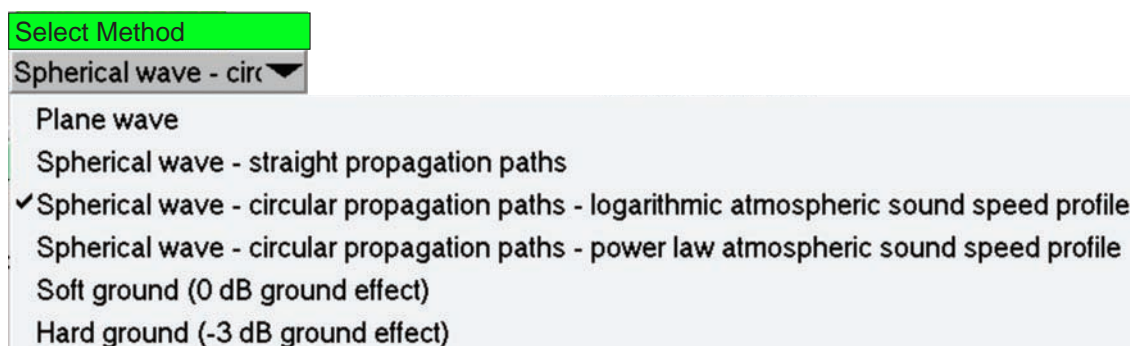 Select Method
Spherical wave - circ
Plane wave
Spherical wave - straight propagation paths
Spherical wave - circular propagation paths - logarithmic atmospheric sound speed profile
Spherical wave - circular propagation paths - power law atmospheric sound speed profile
Soft ground (0 dB ground effect)
Hard ground (-3 dB ground effect)